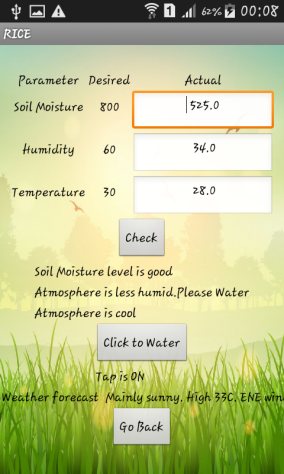 62% 00:08
RICE
Parameter Desired Actual
Soil Moisture 800 525.0
Humidity 60 34.0
Temperature 30 28.0
Check
Soil Moisture level is good
Atmosphere is less humid.Please Water
Atmosphere is cool
Click to Water
Tap is ON
Weather forecast Mainly sunny. High 33C. ENE win
Go Back